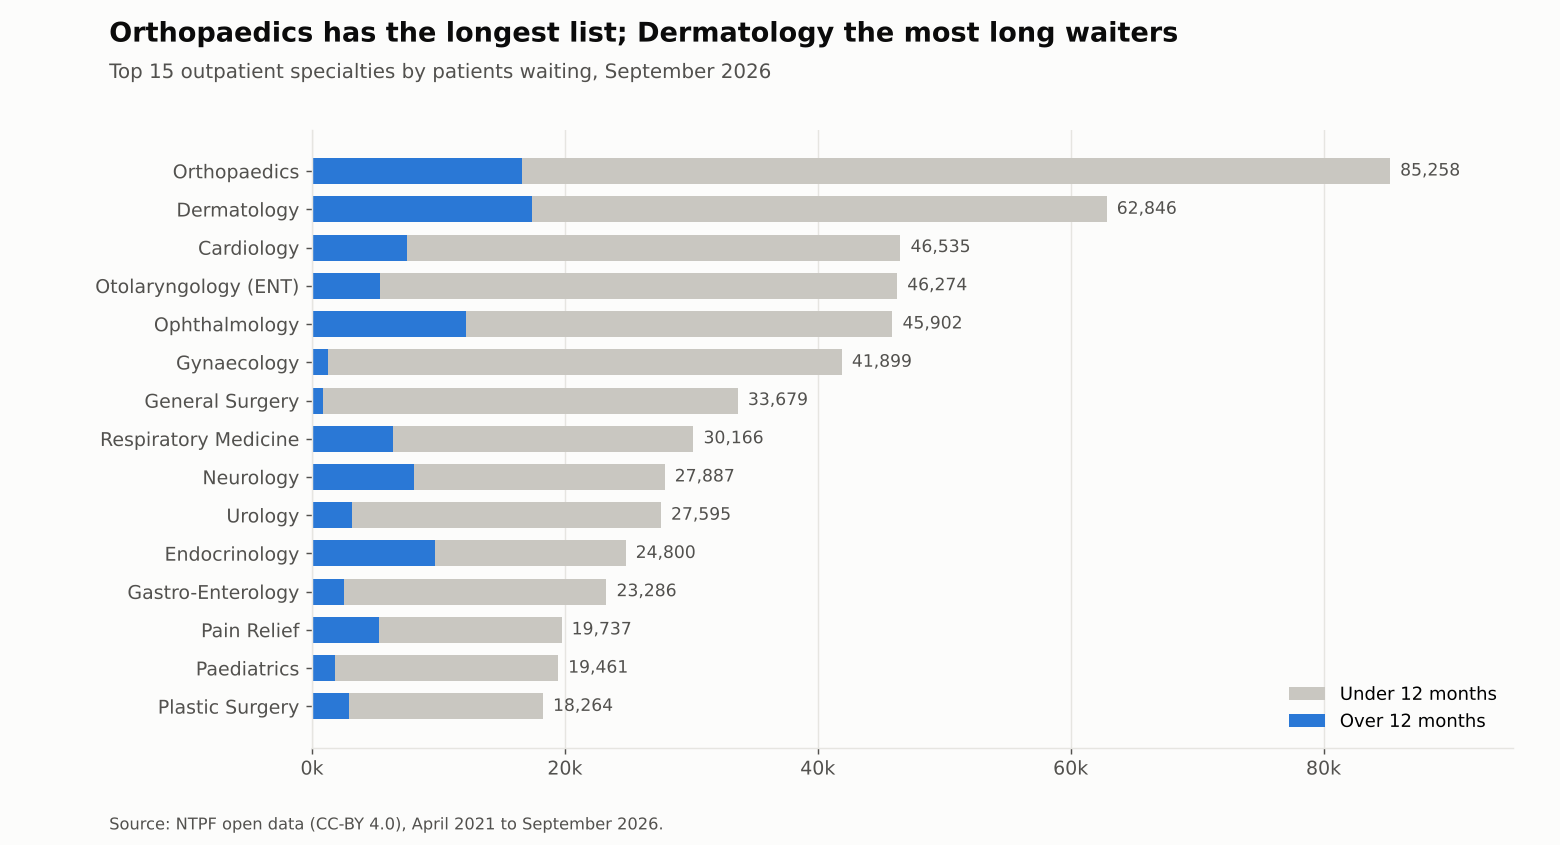 Orthopaedics has the longest list; Dermatology the most long waiters
Top 15 outpatient specialties by patients waiting, September 2026
Orthopaedics 85,258
Dermatology 62,846
Cardiology 46,535
Otolaryngology (ENT) 46,274
Ophthalmology 45,902
Gynaecology 41,899
General Surgery 33,679
Respiratory Medicine 30,166
Neurology 27,887
Urology 27,595
Endocrinology 24,800
Gastro-Enterology 23,286
Pain Relief 19,737
Paediatrics 19,461
Plastic Surgery 18,264
Under 12 months
Over 12 months
0k 20k 40k 60k 80k
Source: NTPF open data (CC-BY 4.0), April 2021 to September 2026.